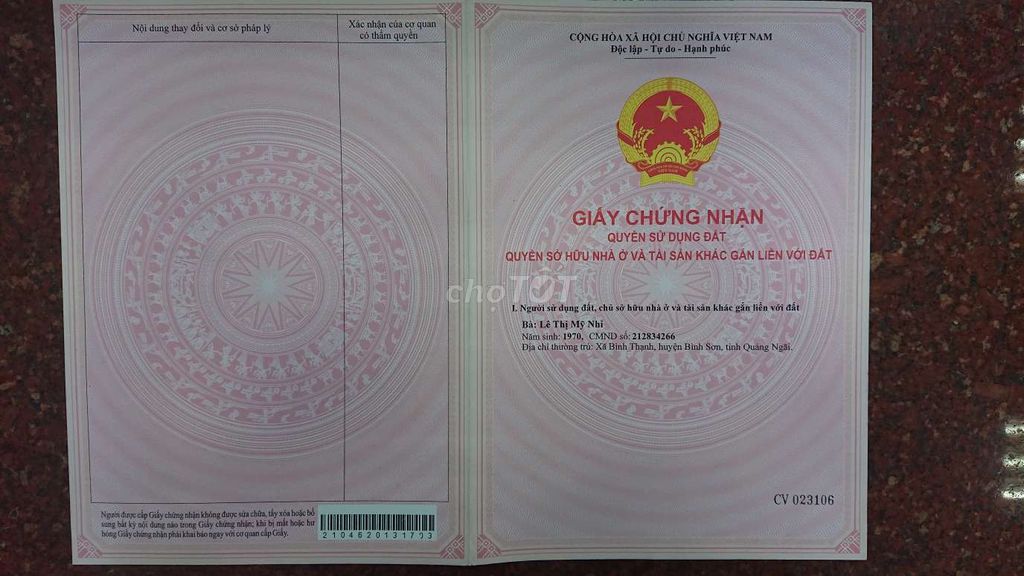 Nội dung thay đổi và cơ sở pháp lý
Xác nhận của cơ quan
có thẩm quyền
Người được cấp Giấy chứng nhận không được sửa chữa, tẩy xóa hoặc bổ
sung bất kỳ nội dung nào trong Giấy chứng nhận; khi bị mất hoặc hư
hỏng Giấy chứng nhận phải khai báo ngay với cơ quan cấp Giấy.
2104620131703
CỘNG HÒA XÃ HỘI CHỦ NGHĨA VIỆT NAM
Độc lập - Tự do - Hạnh phúc
VIỆT NAM
GIẤY CHỨNG NHẬN
QUYỀN SỬ DỤNG ĐẤT
QUYỀN SỞ HỮU NHÀ Ở VÀ TÀI SẢN KHÁC GẮN LIỀN VỚI ĐẤT
choTỐT
I. Người sử dụng đất, chủ sở hữu nhà ở và tài sản khác gắn liền với đất
Bà: Lê Thị Mỹ Nhi
Năm sinh: 1970, CMND số: 212834266
Địa chỉ thường trú: Xã Bình Thạnh, huyện Bình Sơn, tỉnh Quảng Ngãi.
CV 023106